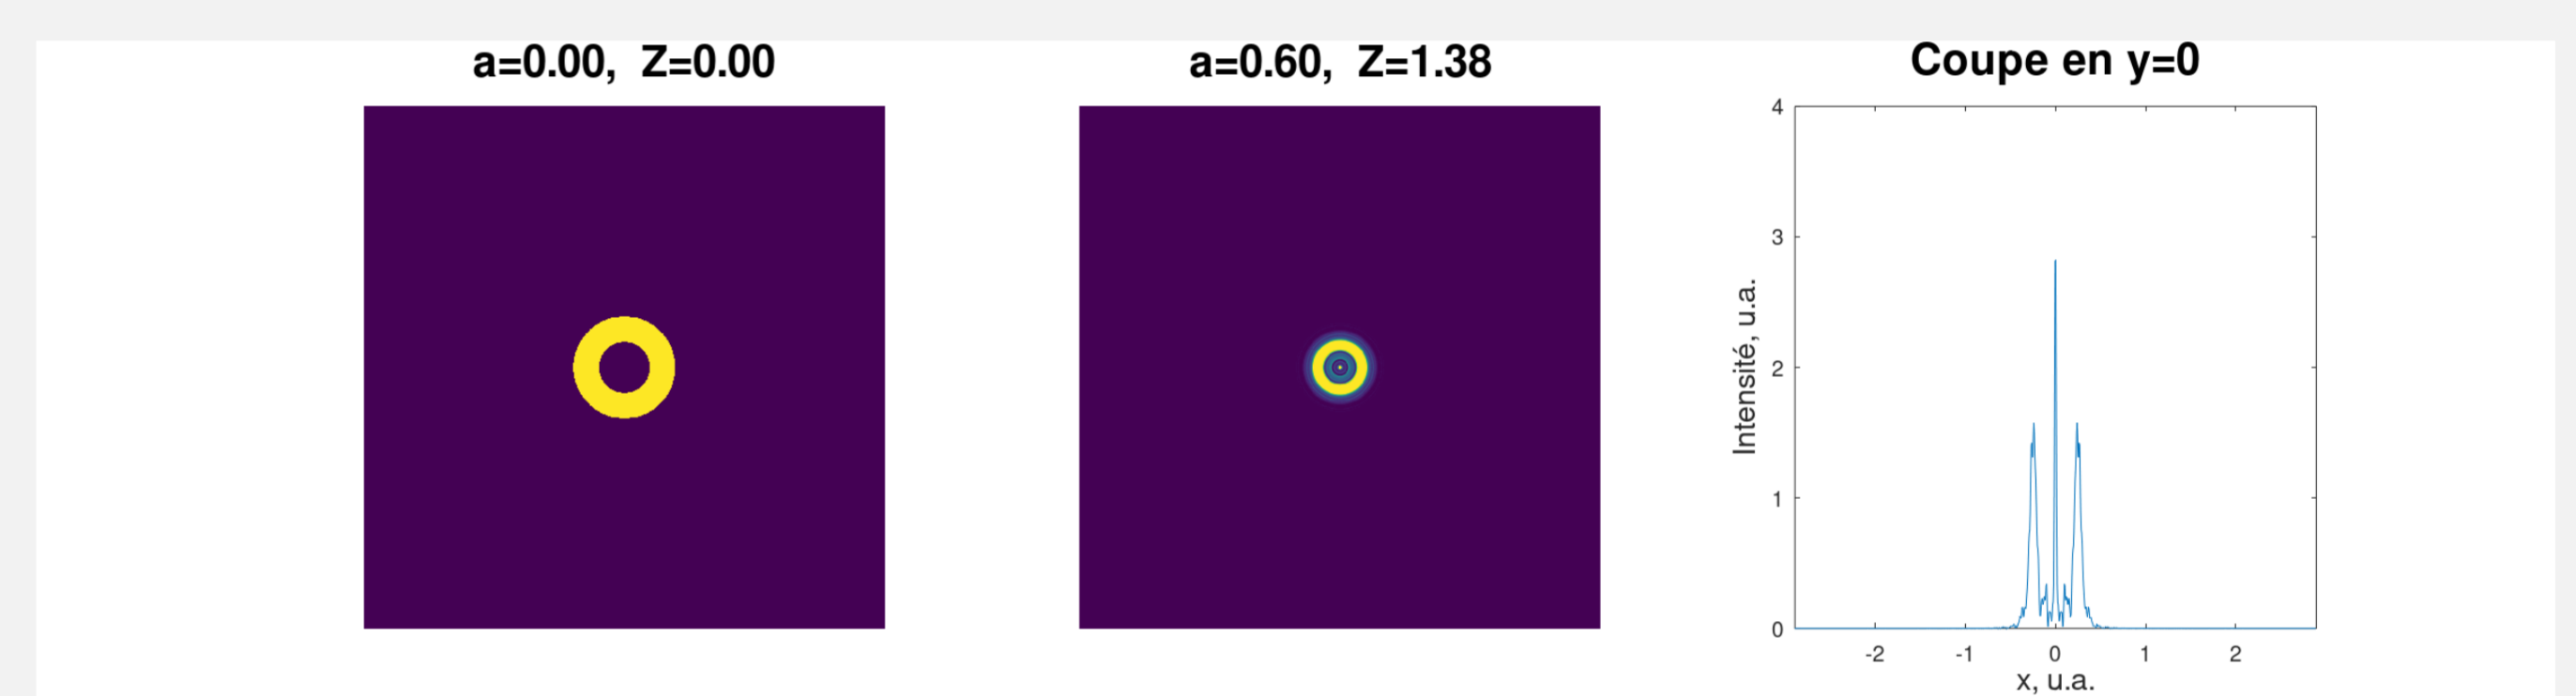 a=0.00, Z=0.00
a=0.60, Z=1.38
Coupe en y=0
4
3
2
1
0
Intensité, u.a.
-2 -1 0 1 2
x, u.a.